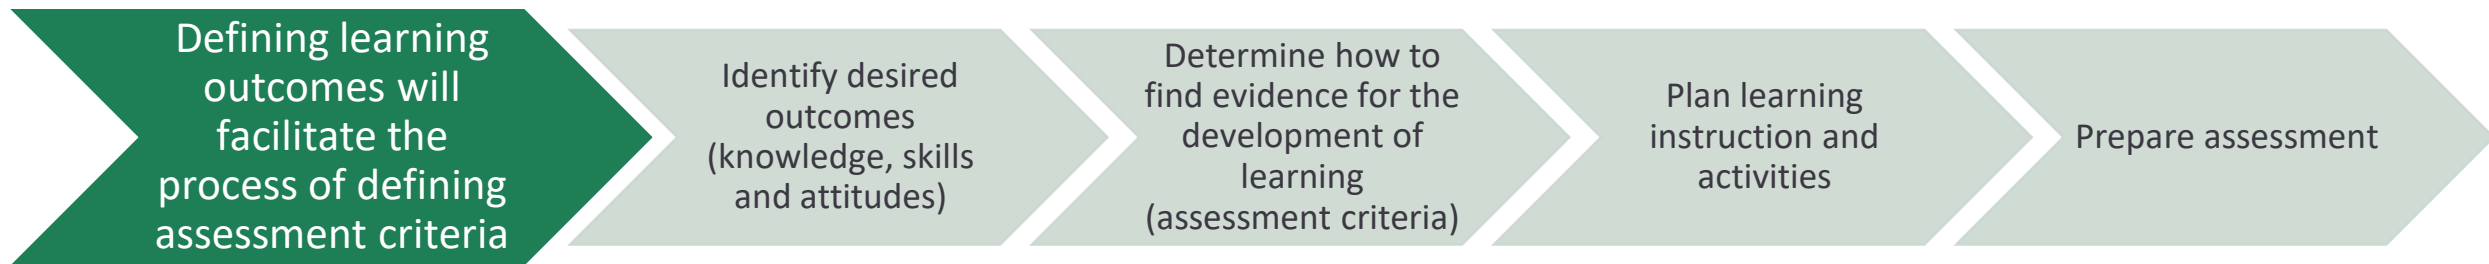 Defining learning
outcomes will
facilitate the
process of defining
assessment criteria
Identify desired
outcomes
(knowledge, skills
and attitudes)
Determine how to
find evidence for the
development of
learning
(assessment criteria)
Plan learning
instruction and
activities
Prepare assessment